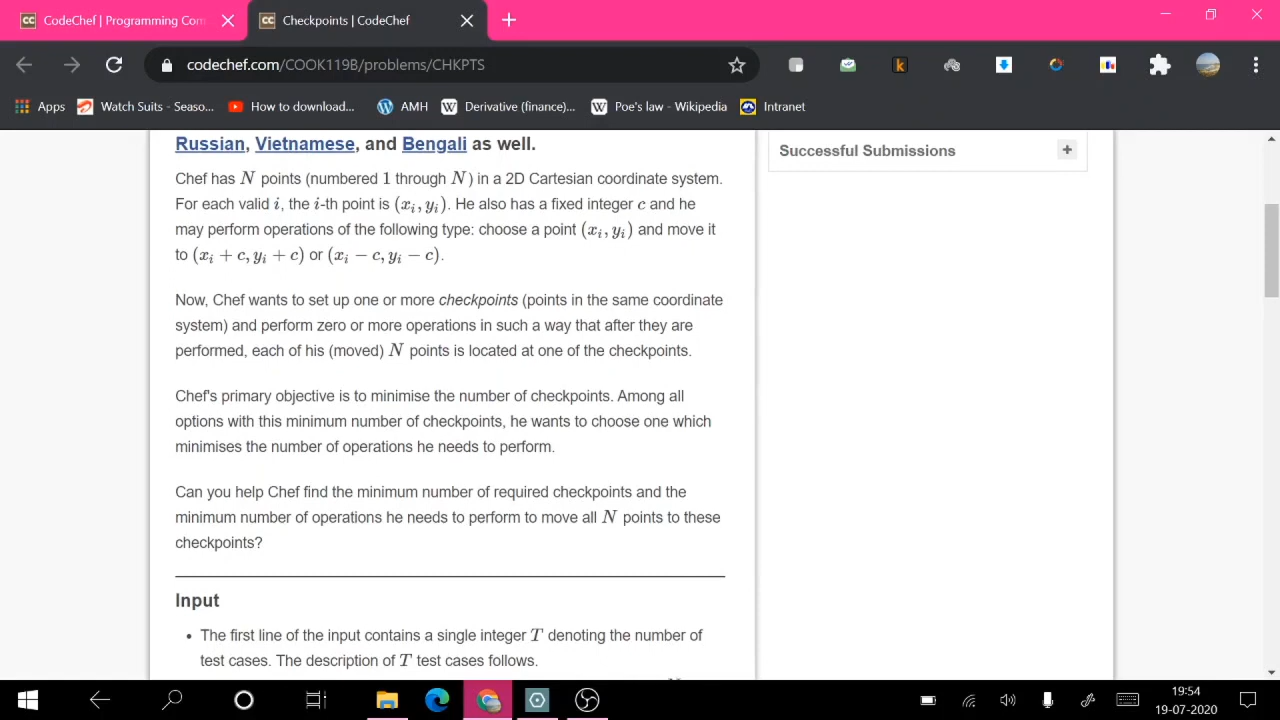 CodeChef | Programming Com
Checkpoints | CodeChef
codechef.com/COOK119B/problems/CHKPTS
Apps
Watch Suits - Seaso...
How to download...
AMH
Derivative (finance)...
Poe's law - Wikipedia
Intranet
Russian, Vietnamese, and Bengali as well.
Successful Submissions +
Chef has N points (numbered 1 through N) in a 2D Cartesian coordinate system.
For each valid i, the i-th point is (xi, yi). He also has a fixed integer c and he
may perform operations of the following type: choose a point (xi, yi) and move it
to (xi + c, yi + c) or (xi − c, yi − c).
Now, Chef wants to set up one or more checkpoints (points in the same coordinate
system) and perform zero or more operations in such a way that after they are
performed, each of his (moved) N points is located at one of the checkpoints.
Chef's primary objective is to minimise the number of checkpoints. Among all
options with this minimum number of checkpoints, he wants to choose one which
minimises the number of operations he needs to perform.
Can you help Chef find the minimum number of required checkpoints and the
minimum number of operations he needs to perform to move all N points to these
checkpoints?
Input
• The first line of the input contains a single integer T denoting the number of
test cases. The description of T test cases follows.
19:54
19-07-2020